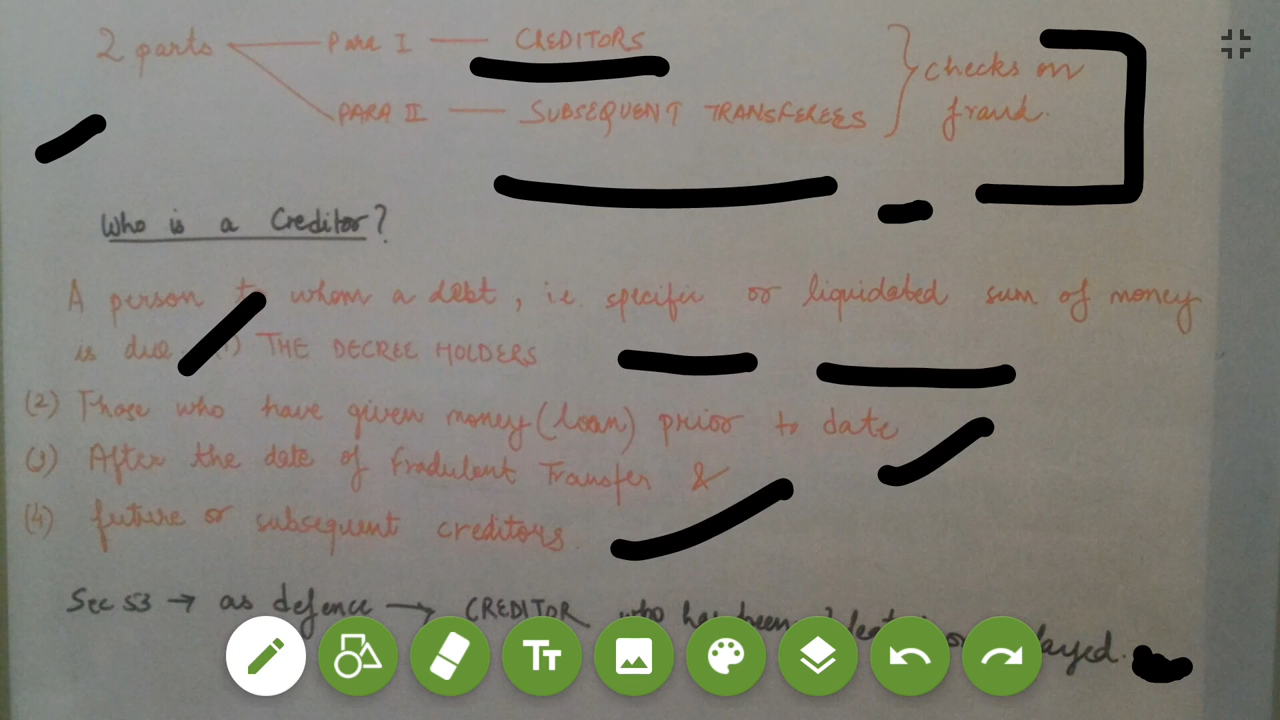 2 parts Para I — CREDITORS
PARA II — SUBSEQUENT TRANSFEREES
} checks on fraud.
Who is a Creditor?
A person to whom a debt, i.e. specific or liquidated sum of money
is due (1) THE DECREE HOLDERS
(2) Those who have given money (loan) prior to date
(3) After the date of fradulent Transfer &
(4) future or subsequent creditors.
Sec 53 → as defence → CREDITOR who has been
Tt